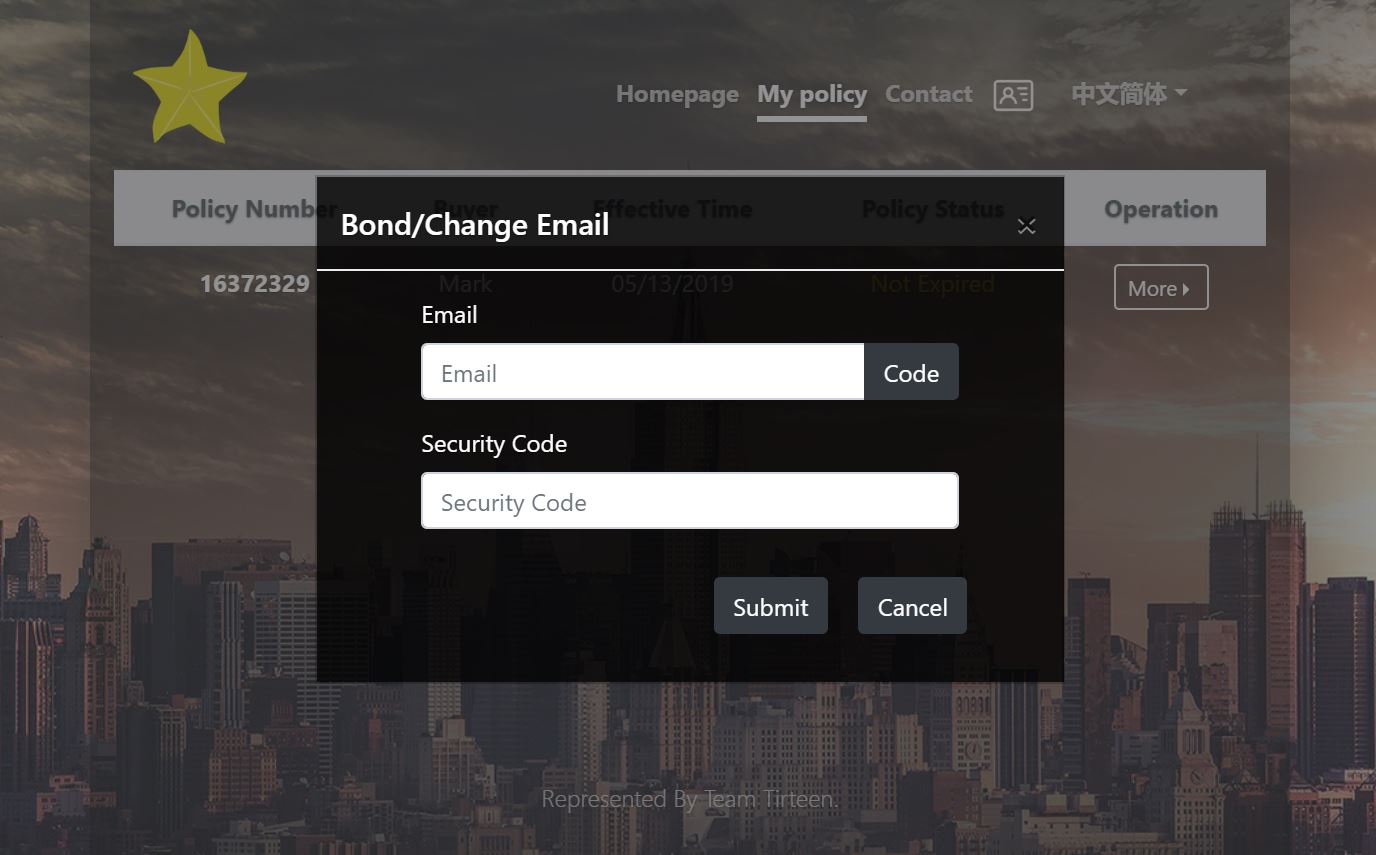 Homepage My policy Contact 中文简体
Policy Number Buyer Effective Time Policy Status Operation
Bond/Change Email
16372329 Mark 05/13/2019 Not Expired More
Email
Email Code
Security Code
Security Code
Submit Cancel
Represented By Team Tirteen.